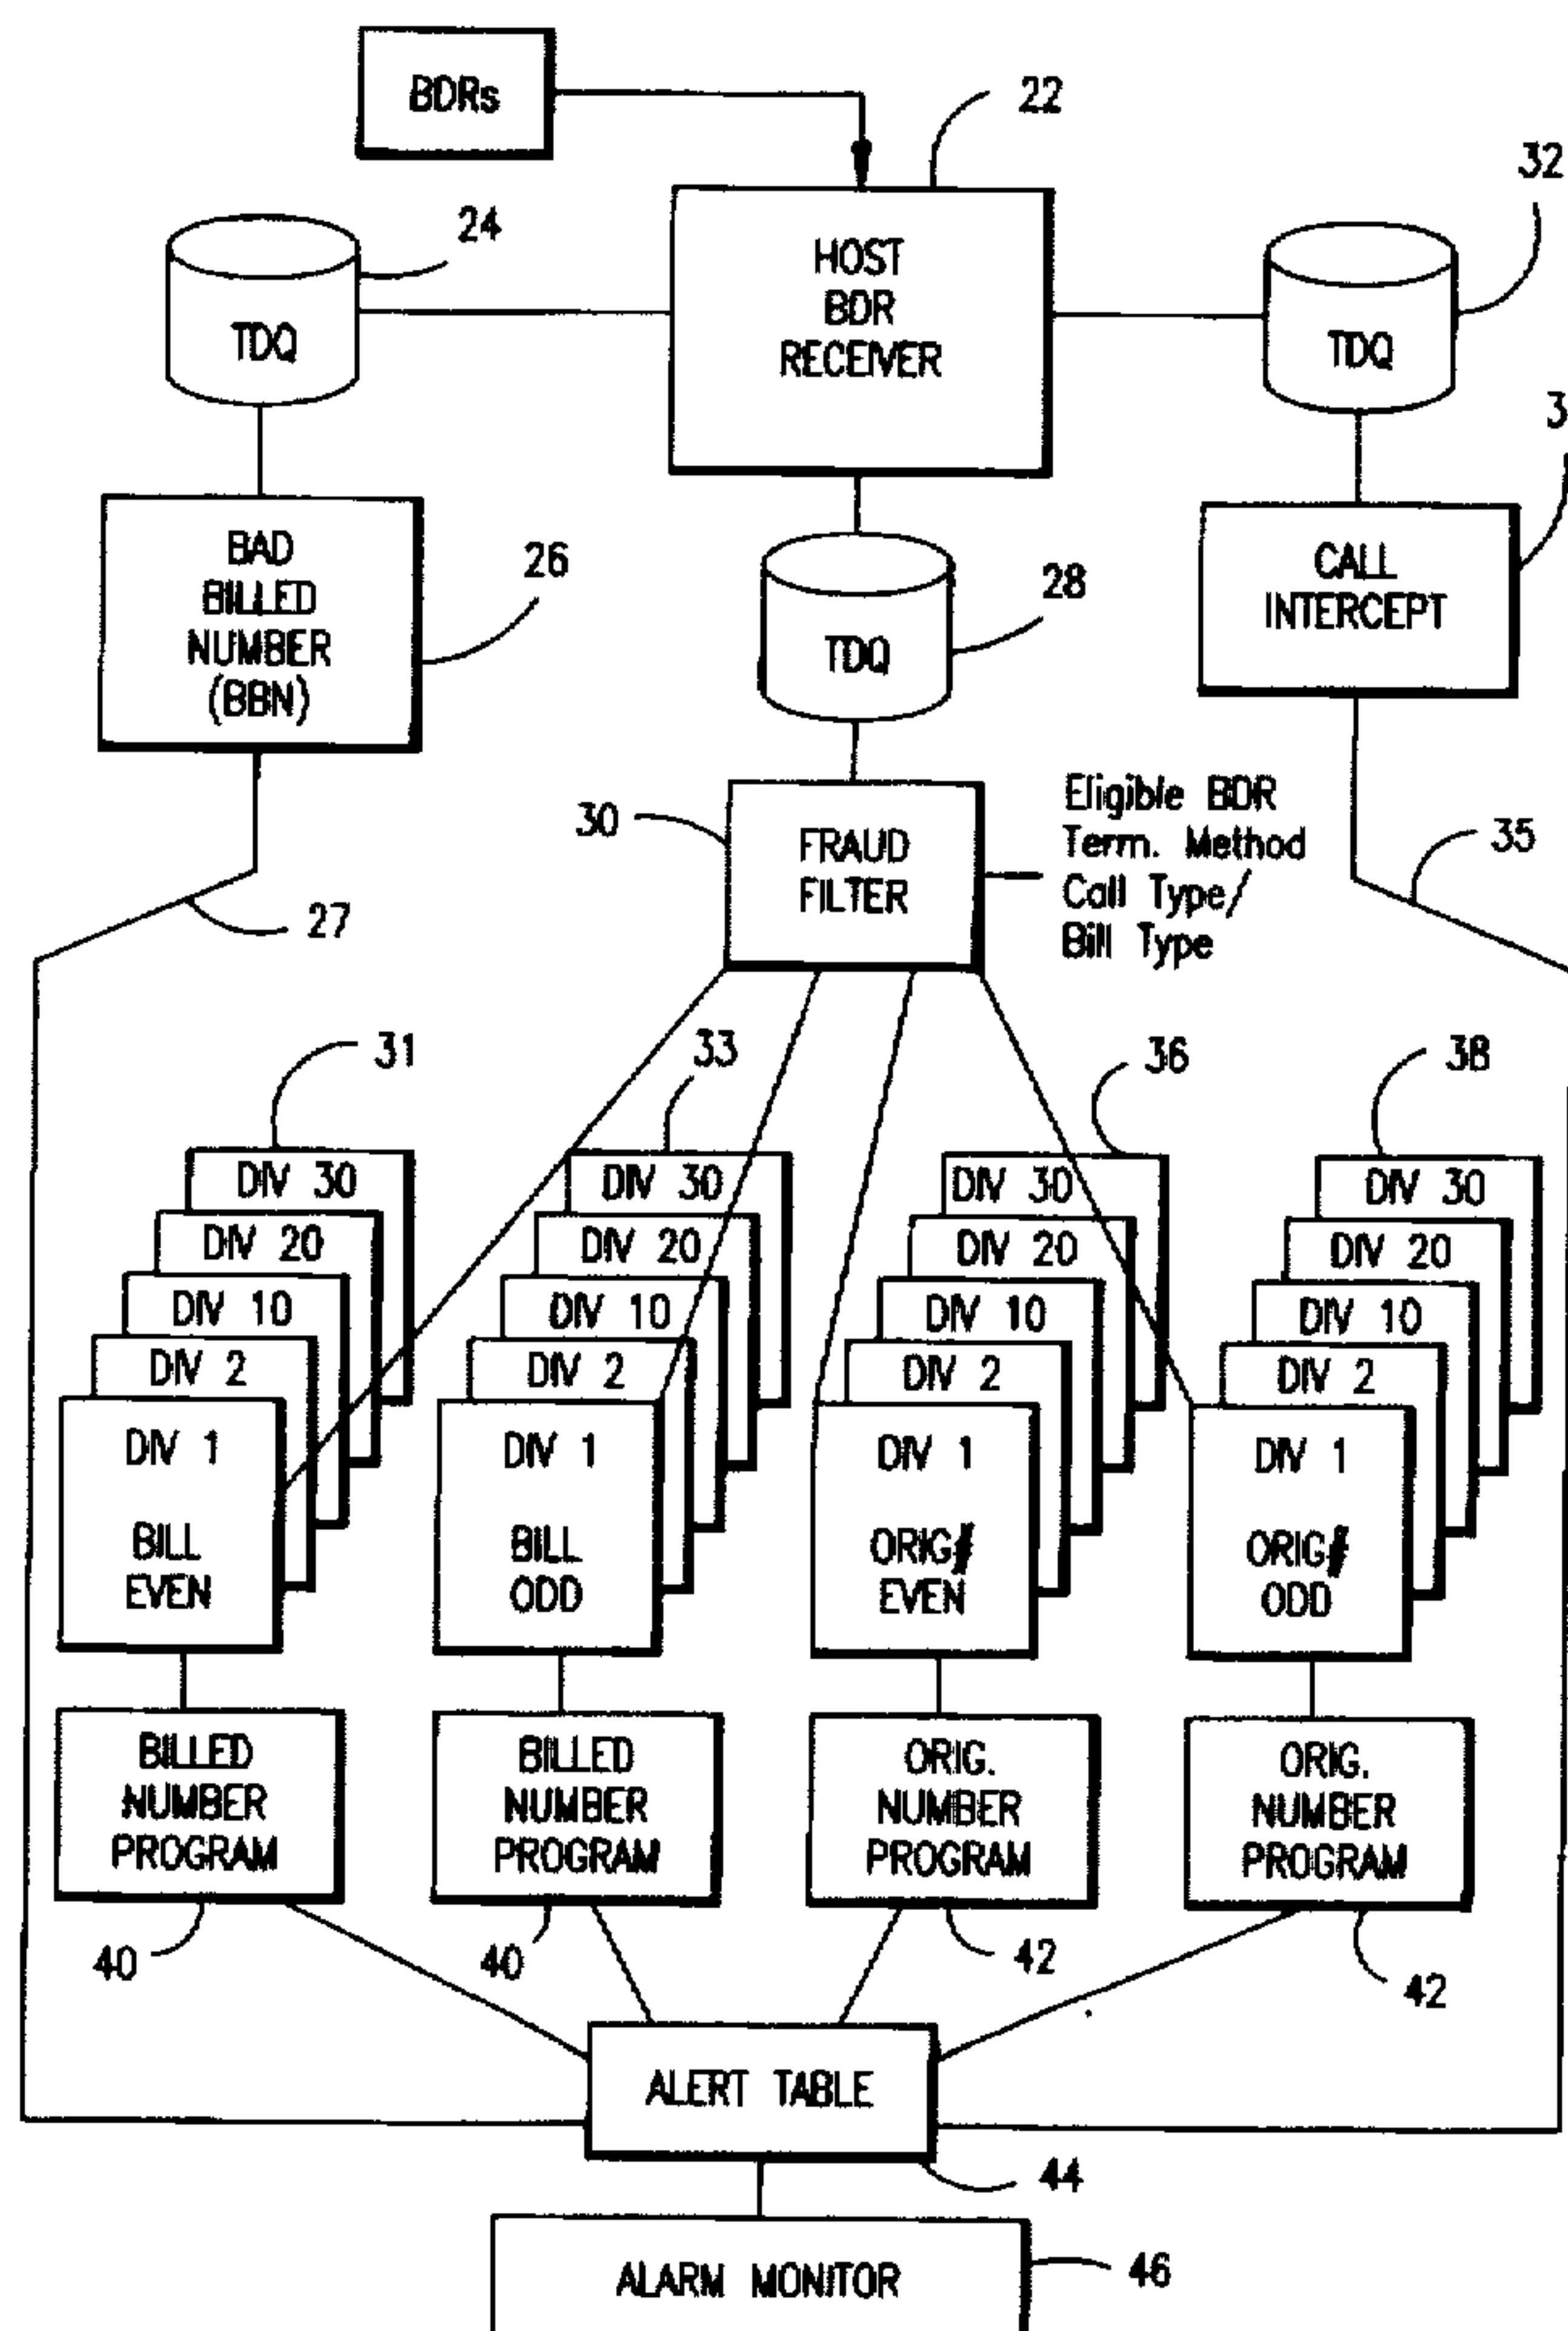 BDRs
22
32
24
HOST
BDR
RECEIVER
TDQ
TDQ
3
BAD
BILLED
NUMBER
(BBN)
26
28
CALL
INTERCEPT
TDQ
30
FRAUD
FILTER
Eligible BDR
Term. Method
Call Type/
Bill Type
35
27
31
33
36
38
DIV 30
DIV 20
DIV 10
DIV 2
DIV 1
BILL
EVEN
DIV 30
DIV 20
DIV 10
DIV 2
DIV 1
BILL
ODD
DIV 30
DIV 20
DIV 10
DIV 2
DIV 1
ORIG#
EVEN
DIV 30
DIV 20
DIV 10
DIV 2
DIV 1
ORIG#
ODD
BILLED
NUMBER
PROGRAM
BILLED
NUMBER
PROGRAM
ORIG.
NUMBER
PROGRAM
ORIG.
NUMBER
PROGRAM
40
40
42
42
ALERT TABLE
44
ALARM MONITOR
46